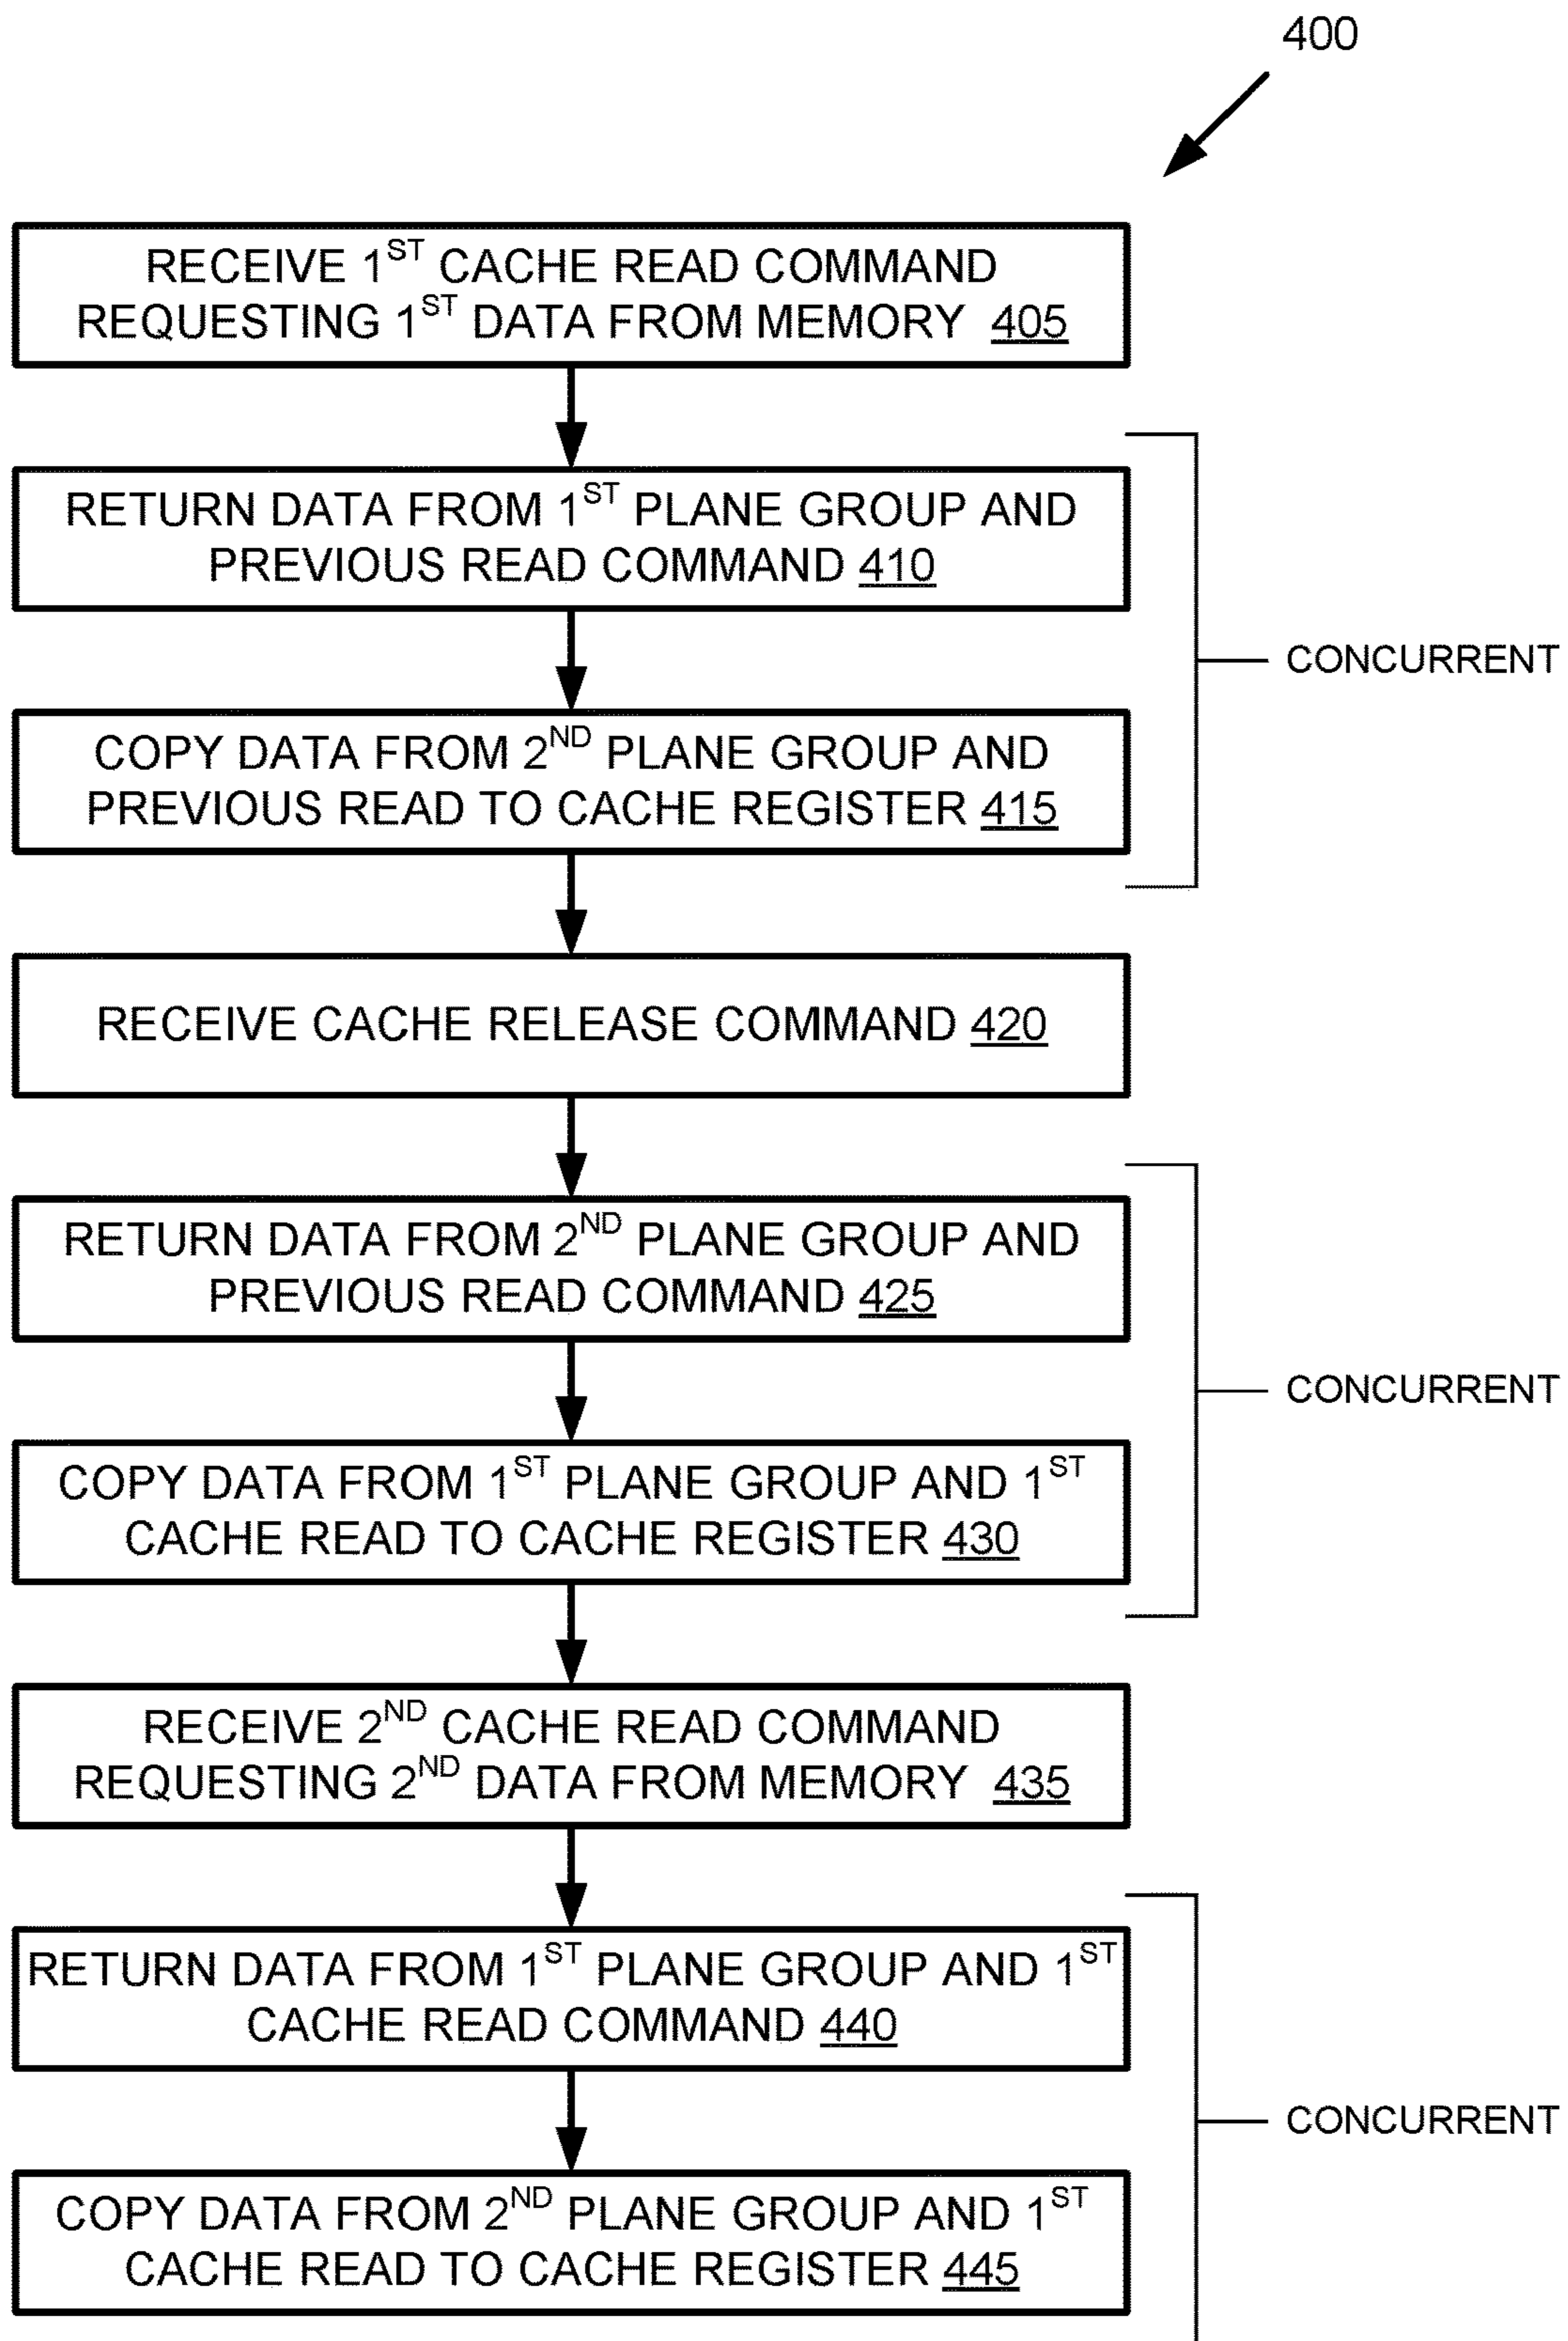 400
RECEIVE 1ST CACHE READ COMMAND
REQUESTING 1ST DATA FROM MEMORY 405
RETURN DATA FROM 1ST PLANE GROUP AND
PREVIOUS READ COMMAND 410
CONCURRENT
COPY DATA FROM 2ND PLANE GROUP AND
PREVIOUS READ TO CACHE REGISTER 415
RECEIVE CACHE RELEASE COMMAND 420
RETURN DATA FROM 2ND PLANE GROUP AND
PREVIOUS READ COMMAND 425
CONCURRENT
COPY DATA FROM 1ST PLANE GROUP AND 1ST
CACHE READ TO CACHE REGISTER 430
RECEIVE 2ND CACHE READ COMMAND
REQUESTING 2ND DATA FROM MEMORY 435
RETURN DATA FROM 1ST PLANE GROUP AND 1ST
CACHE READ COMMAND 440
CONCURRENT
COPY DATA FROM 2ND PLANE GROUP AND 1ST
CACHE READ TO CACHE REGISTER 445